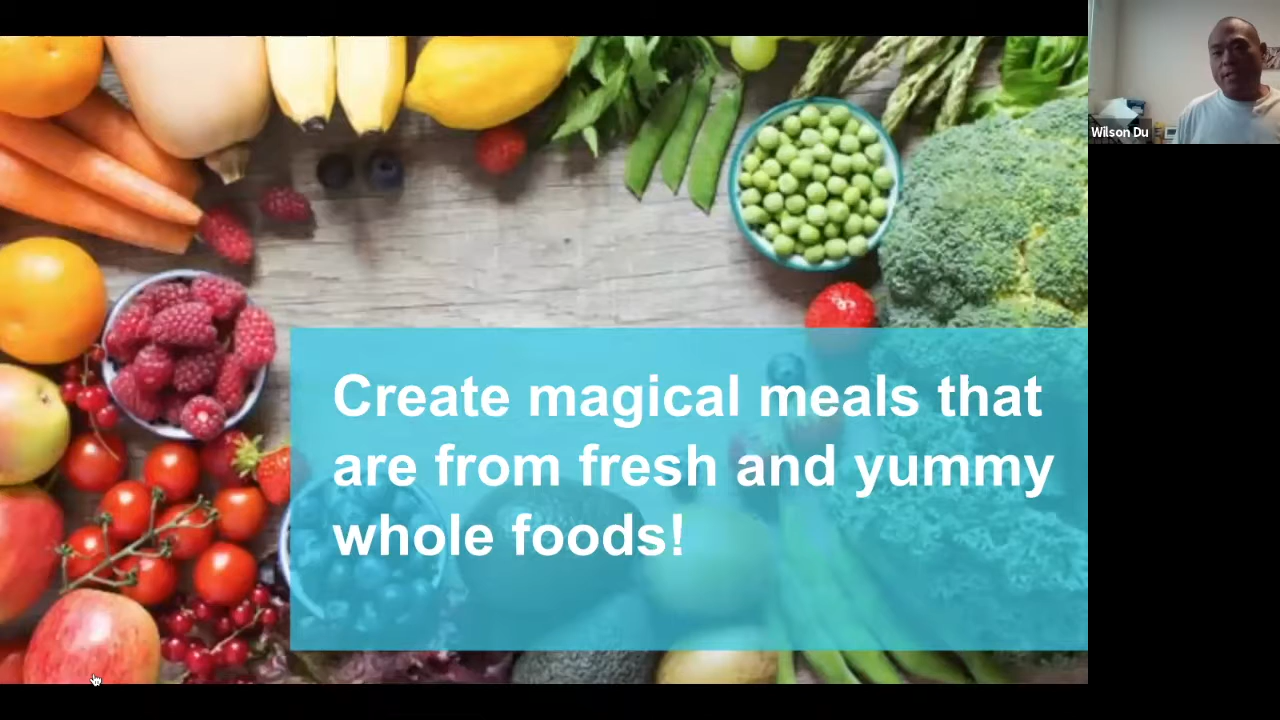 Create magical meals that
are from fresh and yummy
whole foods!
Wilson Du